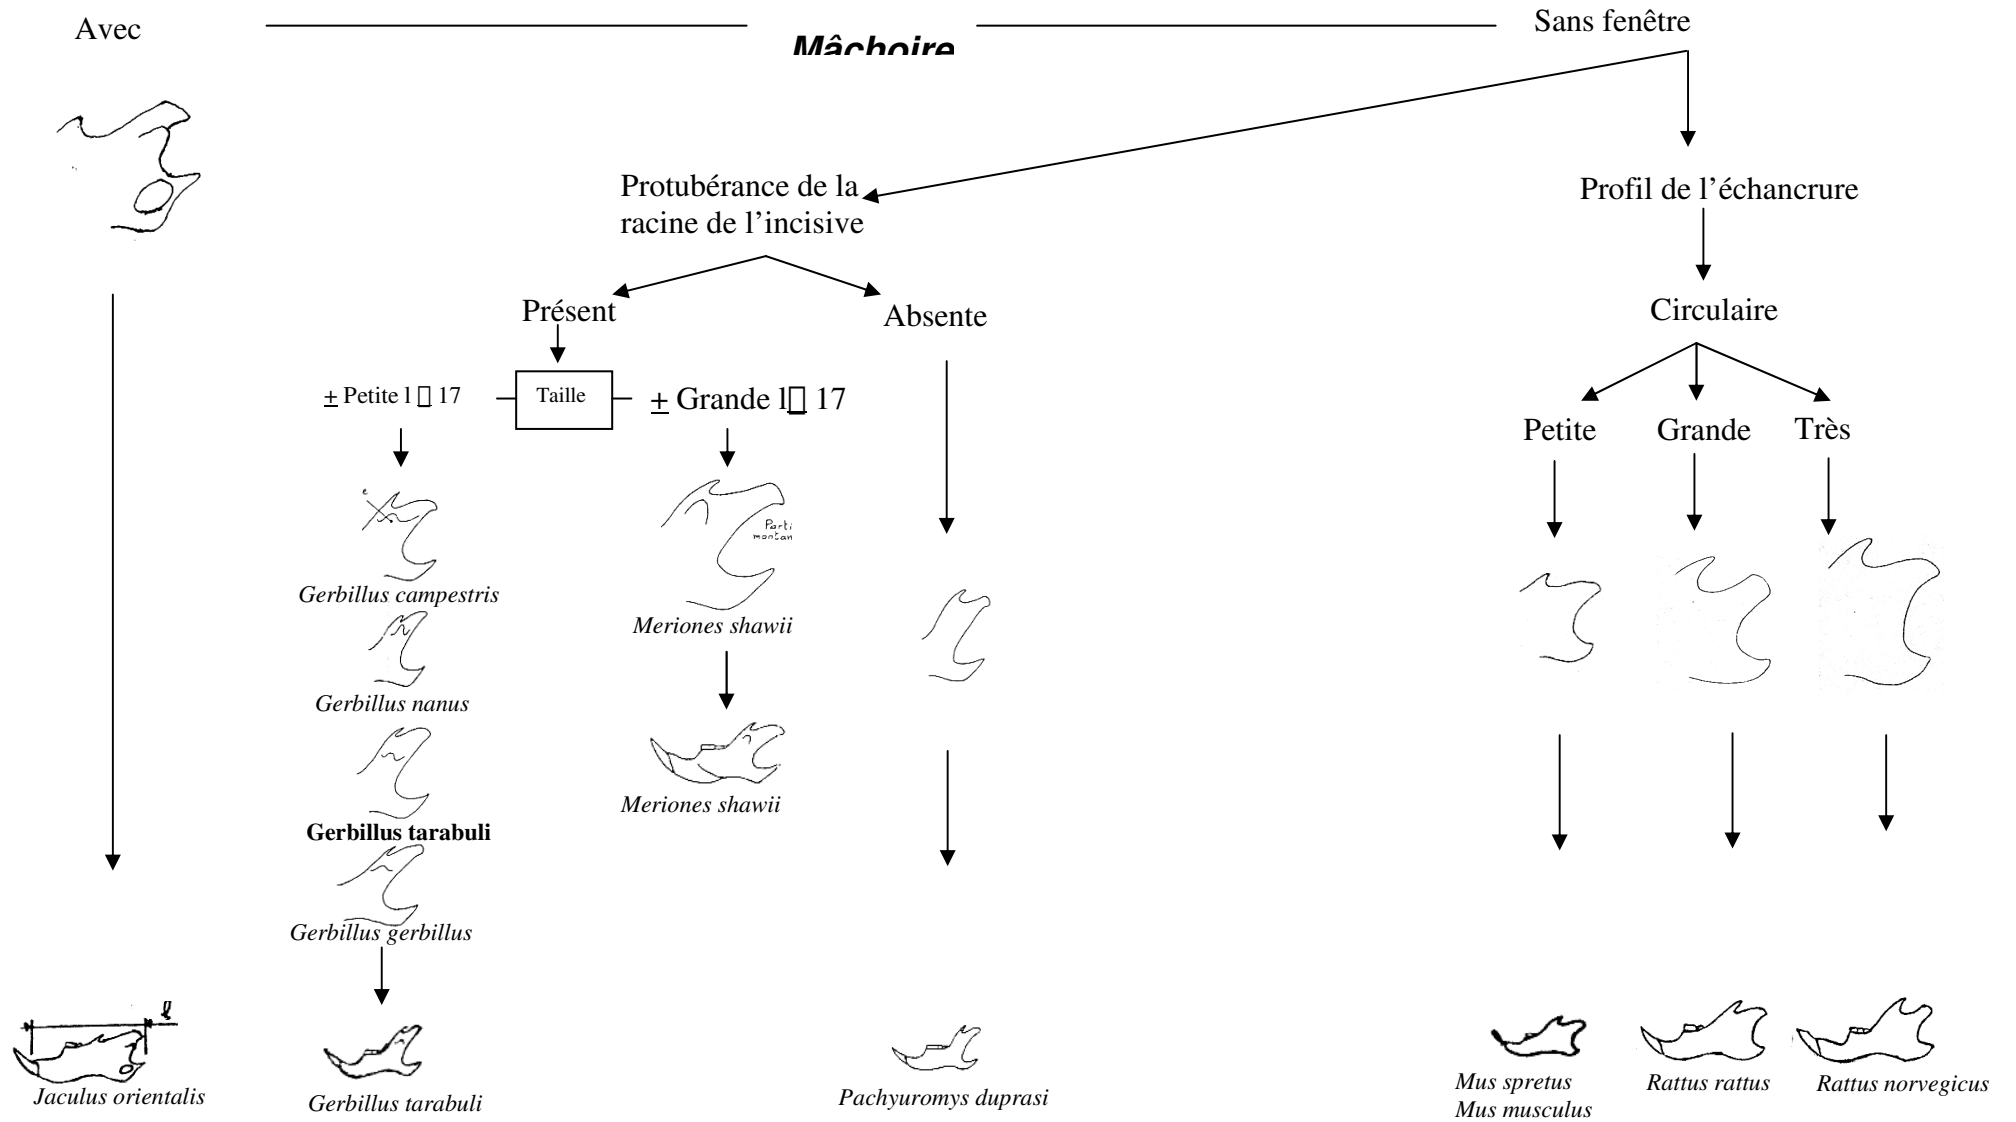 Avec
Mâchoire
Sans fenêtre
Protubérance de la
racine de l’incisive
Profil de l’échancrure
Présent
Absente
Circulaire
± Petite l 17
Taille
± Grande l 17
Petite
Grande
Très
Parti
montan
Gerbillus campestris
Meriones shawii
Gerbillus nanus
Meriones shawii
Gerbillus tarabuli
Gerbillus gerbillus
l
Jaculus orientalis
Gerbillus tarabuli
Pachyuromys duprasi
Mus spretus
Mus musculus
Rattus rattus
Rattus norvegicus